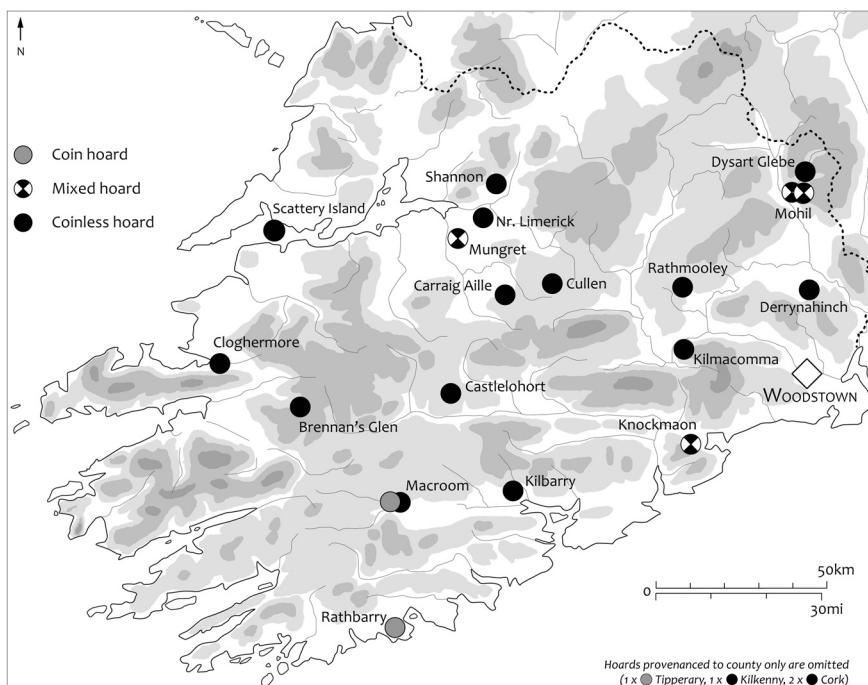 N
Coin hoard
Mixed hoard
Coinless hoard
Dysart Glebe
Shannon
Scattery Island
Mohil
Nr. Limerick
Mungret
Rathmooley
Carraig Aille
Cullen
Derrynahinch
Cloghermore
Kilmacomma
Castlelohort
WOODSTOWN
Brennan's Glen
Knockmaon
Macroom
Kilbarry
50km
0
30mi
Rathbarry
Hoards provenanced to county only are omitted
(1 x Tipperary, 1 x Kilkenny, 2 x Cork)